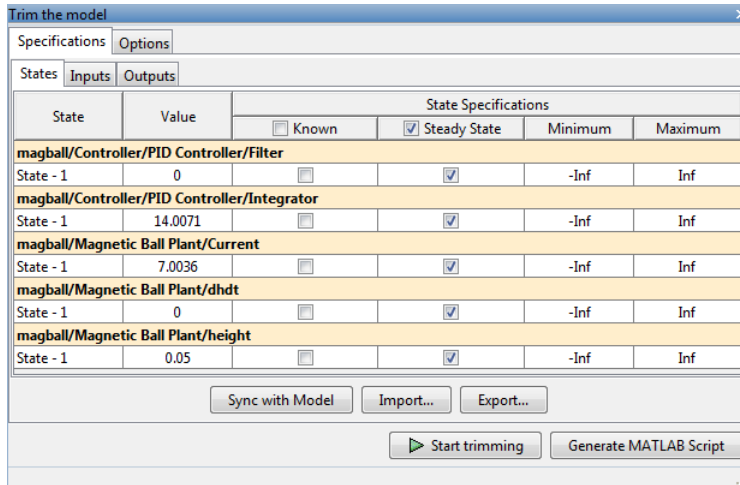 Trim the model
Specifications Options
States Inputs Outputs
State Value State Specifications
Known Steady State Minimum Maximum
magball/Controller/PID Controller/Filter
State - 1 0 -Inf Inf
magball/Controller/PID Controller/Integrator
State - 1 14.0071 -Inf Inf
magball/Magnetic Ball Plant/Current
State - 1 7.0036 -Inf Inf
magball/Magnetic Ball Plant/dhdt
State - 1 0 -Inf Inf
magball/Magnetic Ball Plant/height
State - 1 0.05 -Inf Inf
Sync with Model Import... Export...
Start trimming Generate MATLAB Script